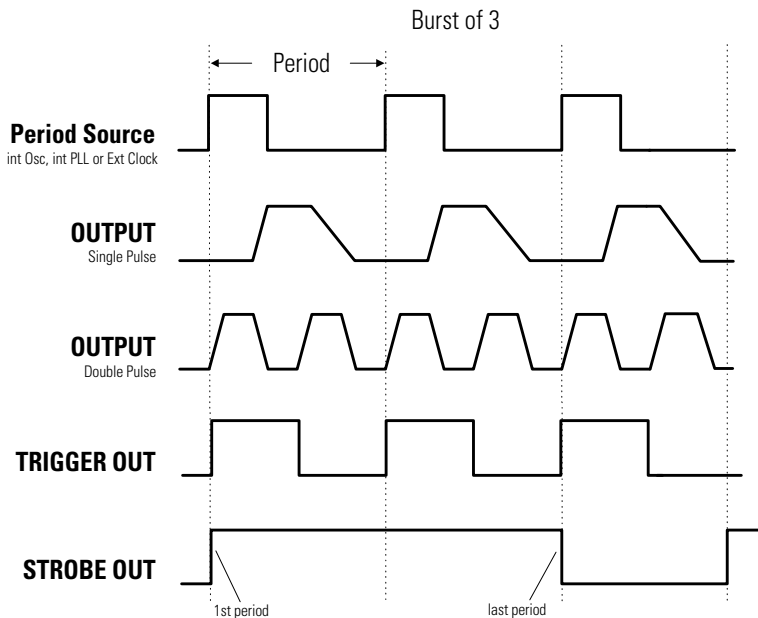 Burst of 3
Period
Period Source
int Osc, int PLL or Ext Clock
OUTPUT
Single Pulse
OUTPUT
Double Pulse
TRIGGER OUT
STROBE OUT
1st period
last period